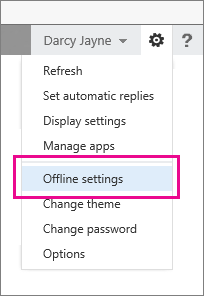 Darcy Jayne ?
Refresh
Set automatic replies
Display settings
Manage apps
Offline settings
Change theme
Change password
Options